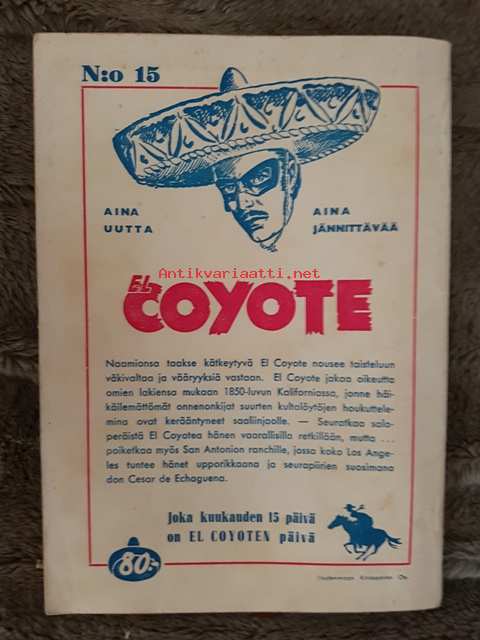 N:o 15
AINA
UUTTA
AINA
JÄNNITTÄVÄÄ
Antikvariaatti.net
EL
COYOTE
Naamionsa taakse kätkeytyvä El Coyote nousee taisteluun
väkivaltaa ja vääryyksiä vastaan. El Coyote jakaa oikeutta
omien lakiensa mukaan 1850-luvun Kaliforniassa, jonne häi-
käilemättömät onnenonkijat suurten kultalöytöjen houkuttele-
mina ovat kerääntyneet saaliinjaolle. — Seuratkaa sala-
peräistä El Coyotea hänen vaarallisilla retkillään, mutta ...
poiketkaa myös San Antonion ranchille, jossa koko Los Ange-
les tuntee hänet upporikkaana ja seurapiirien suosimana
don Cesar de Echaguena.
Joka kuukauden 15 päivä
on EL COYOTEN päivä
80:-